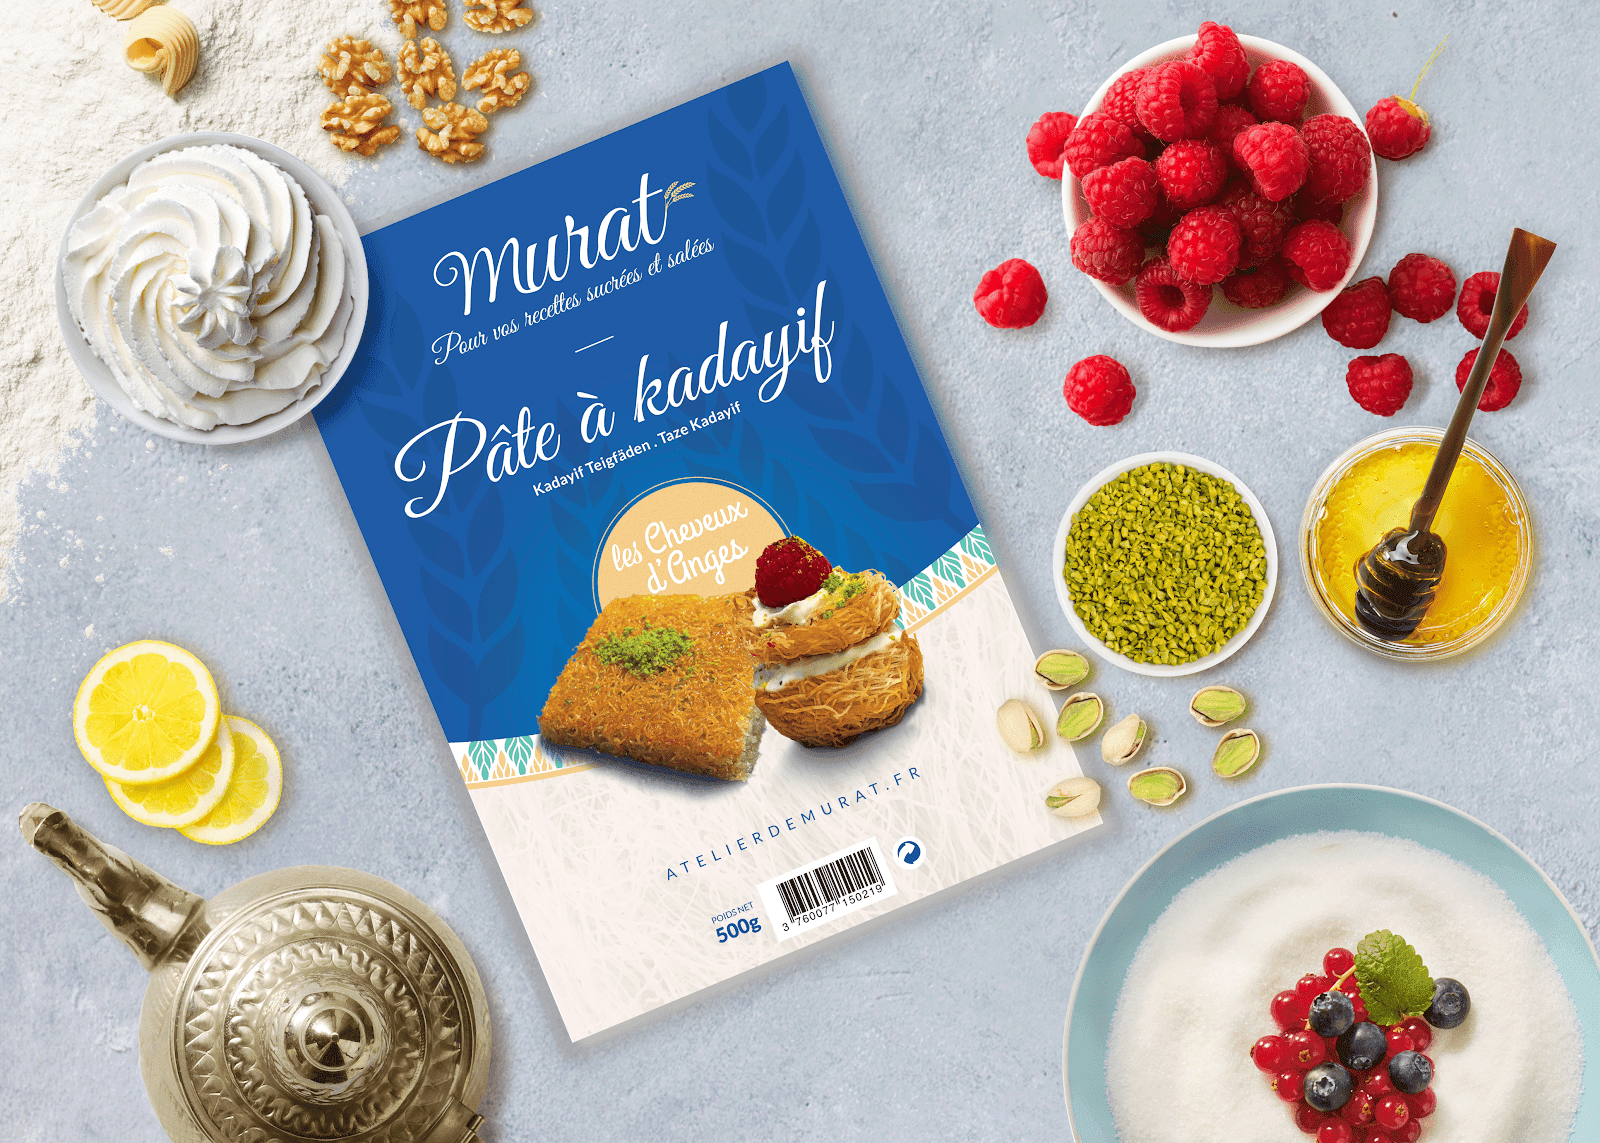 Murat
Pour vos recettes sucrées et salées
Pâte à kadayif
Kadayif Teigfäden . Taze Kadayif
les Cheveux
d'Anges
ATELIERDEMURAT.FR
POIDS NET
500g
3 760077 150219